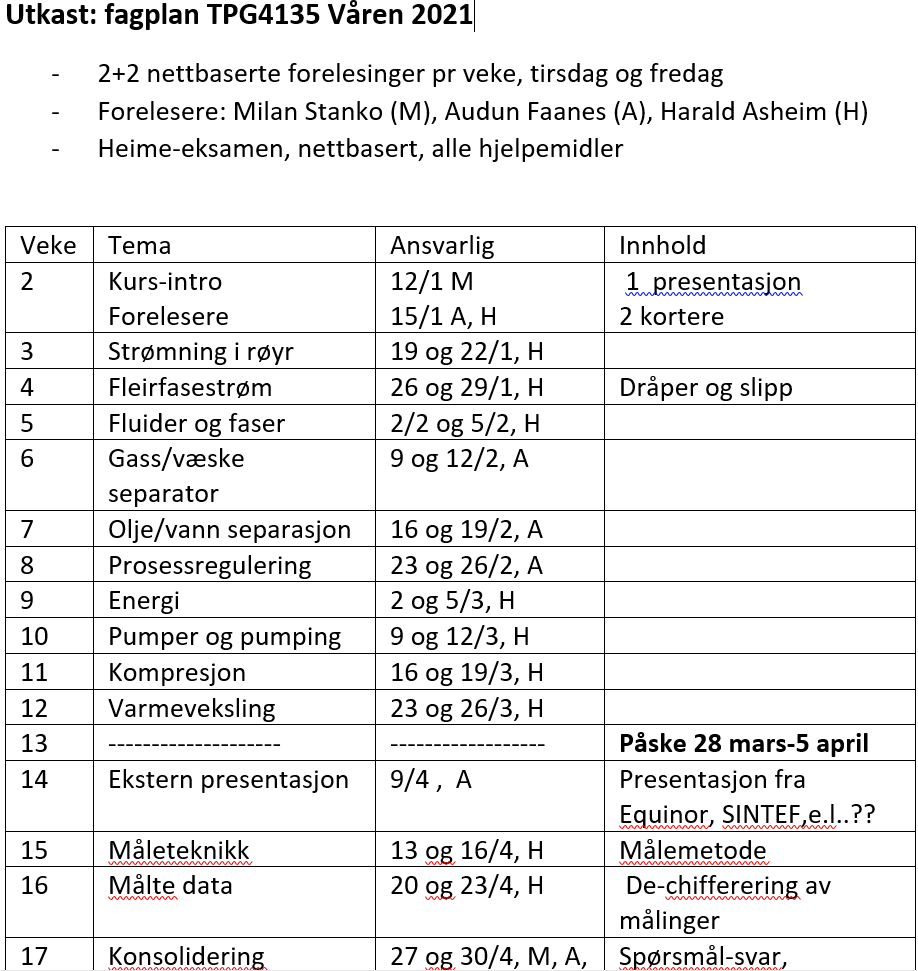 Utkast: fagplan TPG4135 Våren 2021
- 2+2 nettbaserte forelesinger pr veke, tirsdag og fredag
- Forelesere: Milan Stanko (M), Audun Faanes (A), Harald Asheim (H)
- Heime-eksamen, nettbasert, alle hjelpemidler
Veke Tema Ansvarlig Innhold
2 Kurs-intro 12/1 M 1 presentasjon
Forelesere 15/1 A, H 2 kortere
3 Strømning i røyr 19 og 22/1, H
4 Fleirfasestrøm 26 og 29/1, H Dråper og slipp
5 Fluider og faser 2/2 og 5/2, H
6 Gass/væske 9 og 12/2, A
separator
7 Olje/vann separasjon 16 og 19/2, A
8 Prosessregulering 23 og 26/2, A
9 Energi 2 og 5/3, H
10 Pumper og pumping 9 og 12/3, H
11 Kompresjon 16 og 19/3, H
12 Varmeveksling 23 og 26/3, H
13 -------------------- ------------------ Påske 28 mars-5 april
14 Ekstern presentasjon 9/4 , A Presentasjon fra
Equinor, SINTEF,e.l..??
15 Måleteknikk 13 og 16/4, H Målemetode
16 Målte data 20 og 23/4, H De-chifferering av
målinger
17 Konsolidering 27 og 30/4, M, A, Spørsmål-svar,